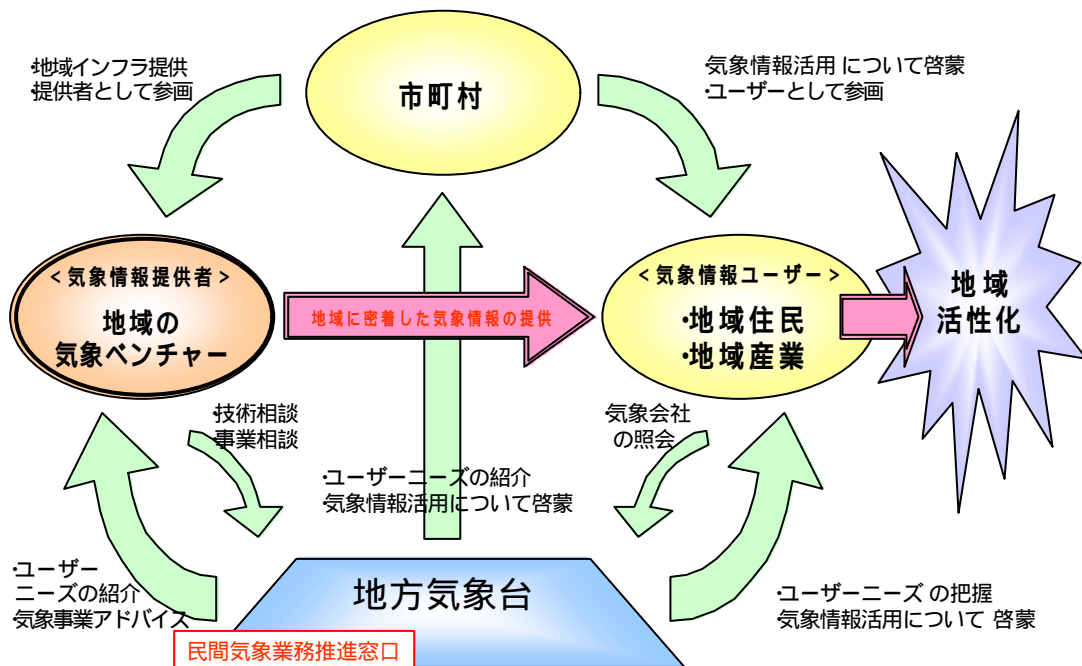 市町村
・地域インフラ提供
・提供者として参画
・気象情報活用 について啓蒙
・ユーザーとして参画
<気象情報提供者>
地域の
気象ベンチャー
地域に密着した気象情報の提供
<気象情報ユーザー>
・地域住民
・地域産業
地域
活性化
・技術相談
・事業相談
・気象会社
の照会
・ユーザーニーズの紹介
・気象情報活用について啓蒙
・ユーザー
ニーズの紹介
・気象事業アドバイス
地方気象台
民間気象業務推進窓口
・ユーザーニーズ の把握
・気象情報活用について 啓蒙